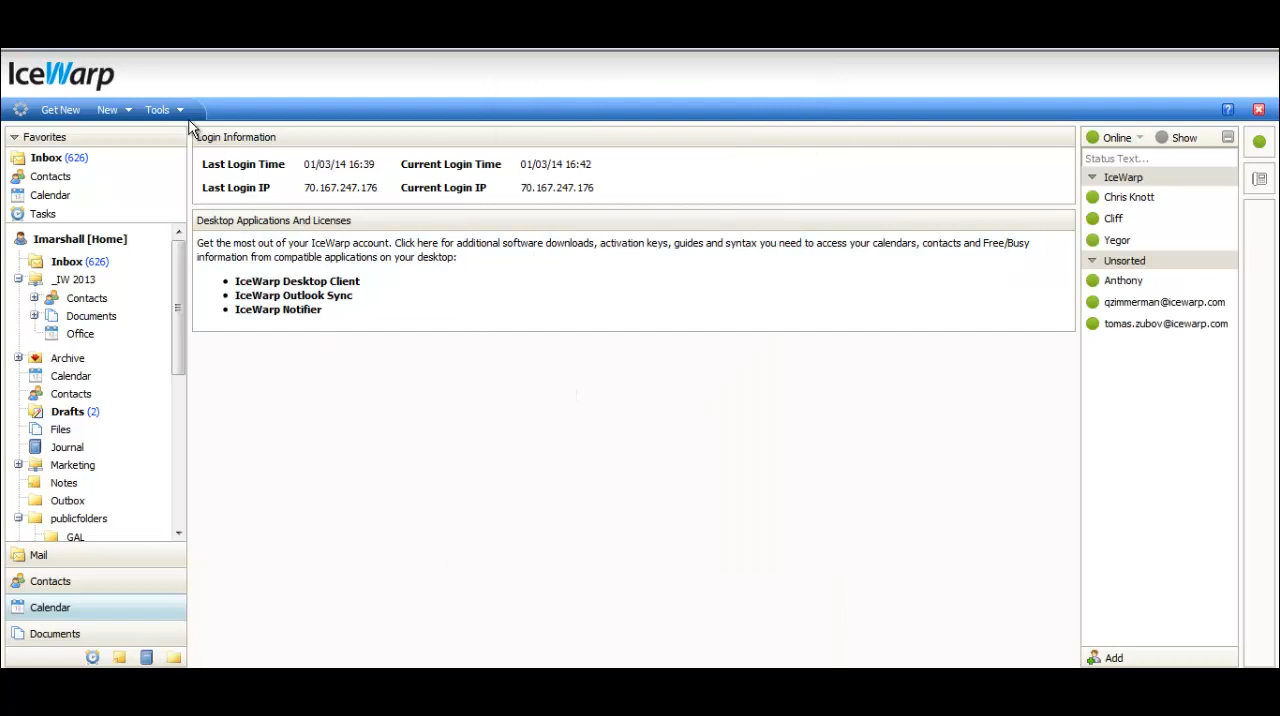 IceWarp
Get New New Tools
Favorites
Inbox (626)
Contacts
Calendar
Tasks
Imarshall [Home]
Inbox (626)
_IW 2013
Contacts
Documents
Office
Archive
Calendar
Contacts
Drafts (2)
Files
Journal
Marketing
Notes
Outbox
publicfolders
GAL
Mail
Contacts
Calendar
Documents
Login Information
Last Login Time 01/03/14 16:39 Current Login Time 01/03/14 16:42
Last Login IP 70.167.247.176 Current Login IP 70.167.247.176
Desktop Applications And Licenses
Get the most out of your IceWarp account. Click here for additional software downloads, activation keys, guides and syntax you need to access your calendars, contacts and Free/Busy
information from compatible applications on your desktop:
IceWarp Desktop Client
IceWarp Outlook Sync
IceWarp Notifier
Online Show
Status Text...
IceWarp
Chris Knott
Cliff
Yegor
Unsorted
Anthony
qzimmerman@icewarp.com
tomas.zubov@icewarp.com
Add